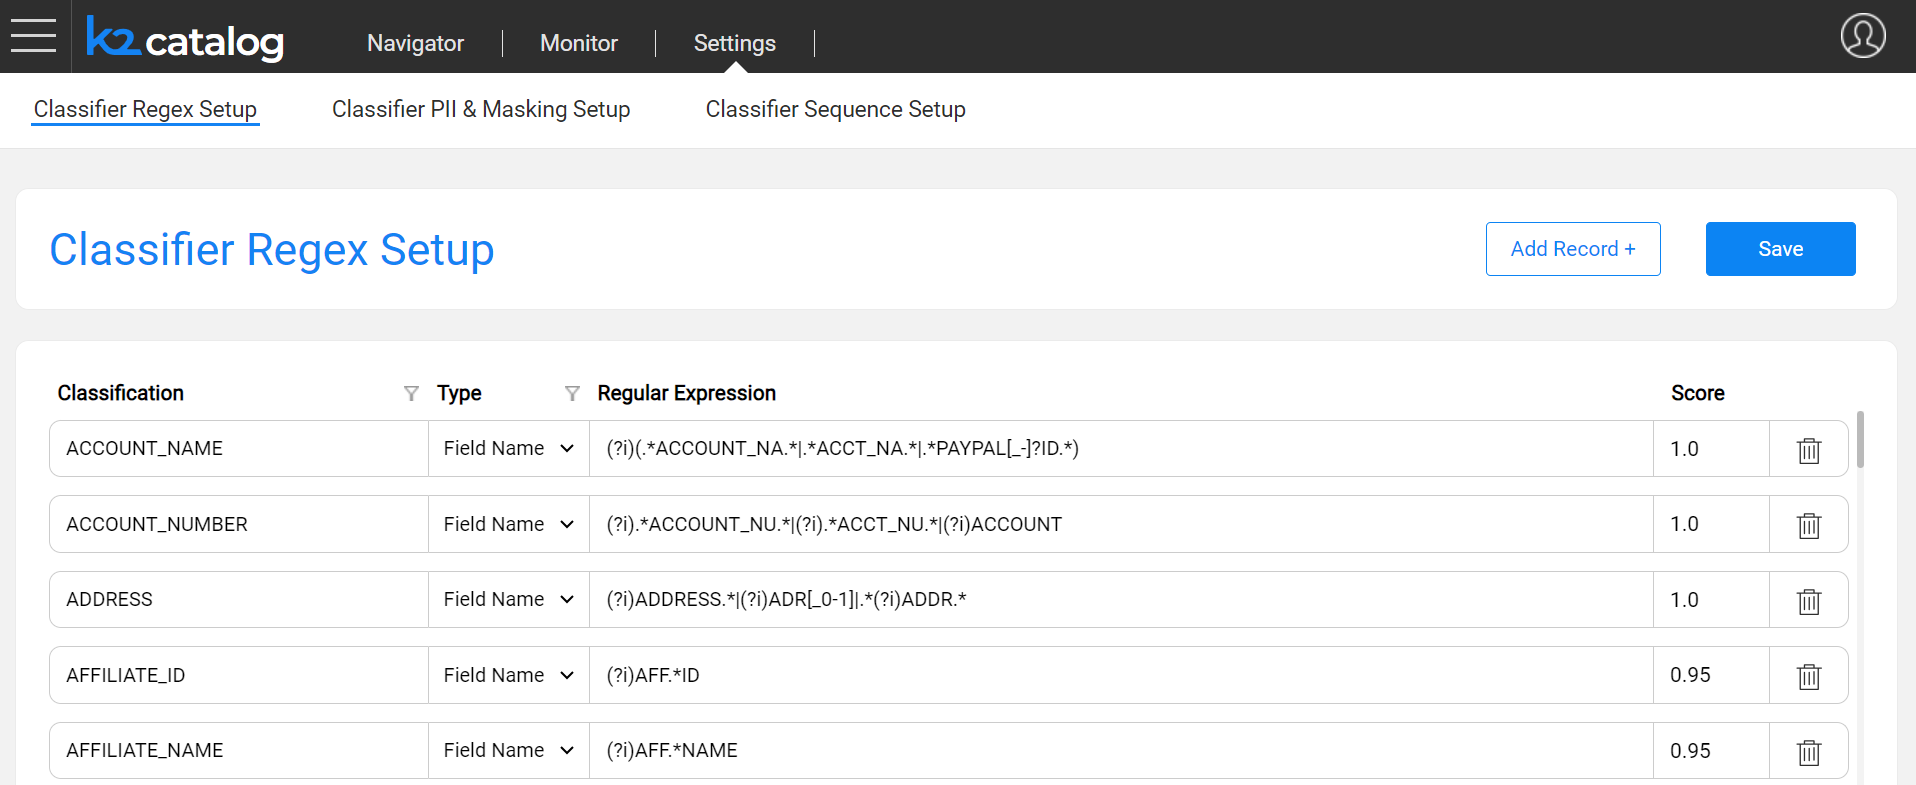 k2catalog Navigator Monitor Settings
Classifier Regex Setup Classifier PII & Masking Setup Classifier Sequence Setup
Classifier Regex Setup Add Record + Save
Classification Type Regular Expression Score
ACCOUNT_NAME Field Name (?i)(.*ACCOUNT_NA.*|.*ACCT_NA.*|.*PAYPAL[_-]?ID.*) 1.0
ACCOUNT_NUMBER Field Name (?i).*ACCOUNT_NU.*|(?i).*ACCT_NU.*|(?i)ACCOUNT 1.0
ADDRESS Field Name (?i)ADDRESS.*|(?i)ADR[_0-1]|.*(?i)ADDR.* 1.0
AFFILIATE_ID Field Name (?i)AFF.*ID 0.95
AFFILIATE_NAME Field Name (?i)AFF.*NAME 0.95